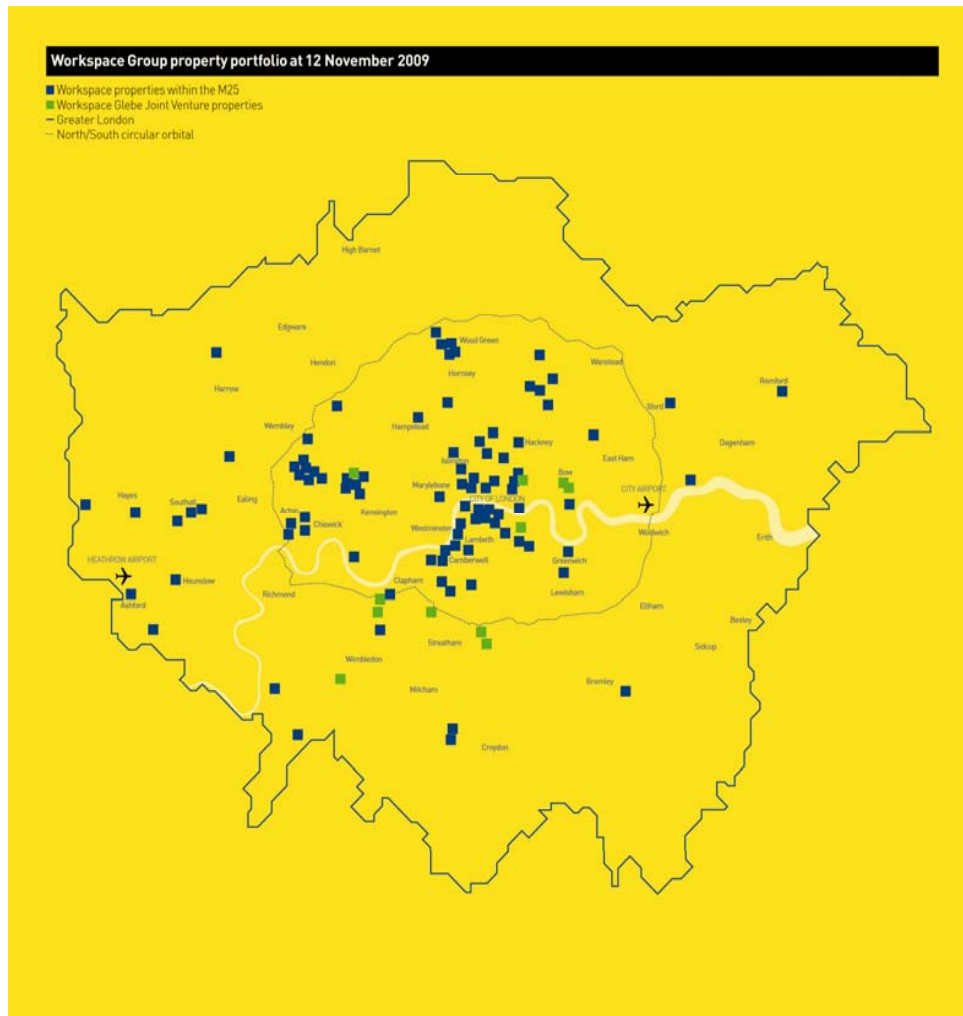 Workspace Group property portfolio at 12 November 2009
Workspace properties within the M25
Workspace Glebe Joint Venture properties
Greater London
North/South circular orbital
High Barnet
Edgware
Wood Green
Hendon
Wanstead
Hornsey
Harrow
Romford
Ilford
Wembley
Hampstead
Hackney
Dagenham
Islington
East Ham
Bow
Marylebone
CITY AIRPORT
Hayes
Southall
Ealing
Acton
Kensington
CITY OF LONDON
Chiswick
Westminster
Lambeth
Woolwich
Erith
HEATHROW AIRPORT
Camberwell
Greenwich
Hounslow
Clapham
Richmond
Lewisham
Ashford
Eltham
Bexley
Streatham
Sidcup
Wimbledon
Mitcham
Bromley
Croydon